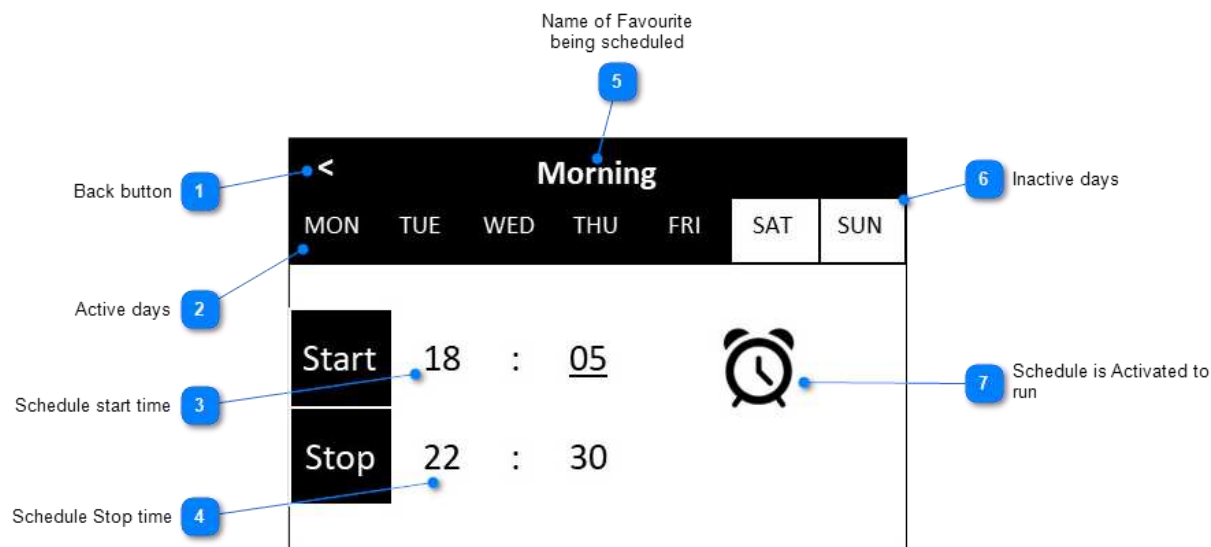 Name of Favourite
being scheduled
5
< Morning
Back button 1
6 Inactive days
MON TUE WED THU FRI SAT SUN
Active days 2
Start 18 : 05
Schedule is Activated to
7
run
Schedule start time 3
Stop 22 : 30
Schedule Stop time 4